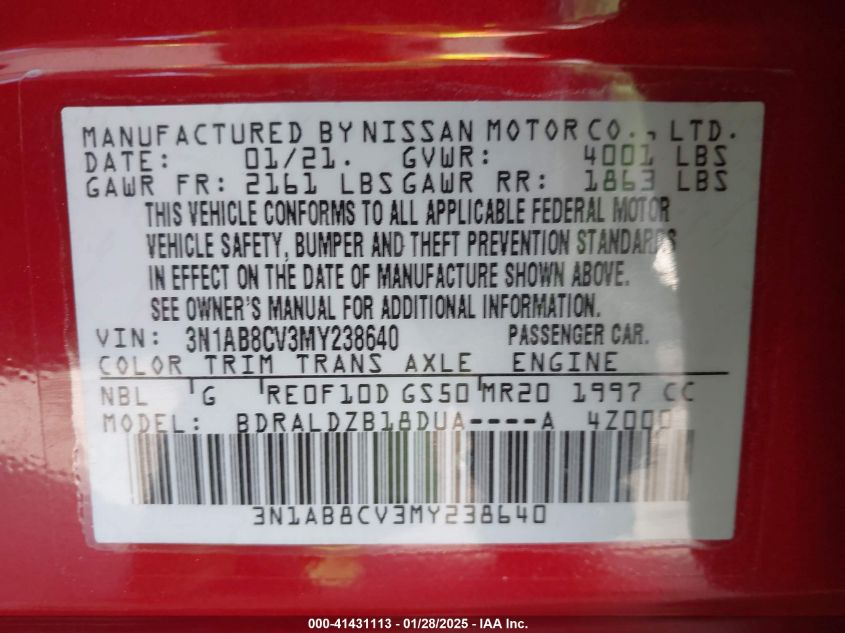 MANUFACTURED BY NISSAN MOTOR CO., LTD.
DATE: 01/21. GVWR: 4001 LBS
GAWR FR: 2161 LBS GAWR RR: 1863 LBS
THIS VEHICLE CONFORMS TO ALL APPLICABLE FEDERAL MOTOR
VEHICLE SAFETY, BUMPER AND THEFT PREVENTION STANDARDS
IN EFFECT ON THE DATE OF MANUFACTURE SHOWN ABOVE.
SEE OWNER'S MANUAL FOR ADDITIONAL INFORMATION.
VIN: 3N1AB8CV3MY238640 PASSENGER CAR.
COLOR TRIM TRANS AXLE ENGINE
NBL G RE0F10D GS50 MR20 1997 CC
MODEL: BDRALDZB18DUA----A 4Z000
3N1AB8CV3MY238640
000-41431113 - 01/28/2025 - IAA Inc.